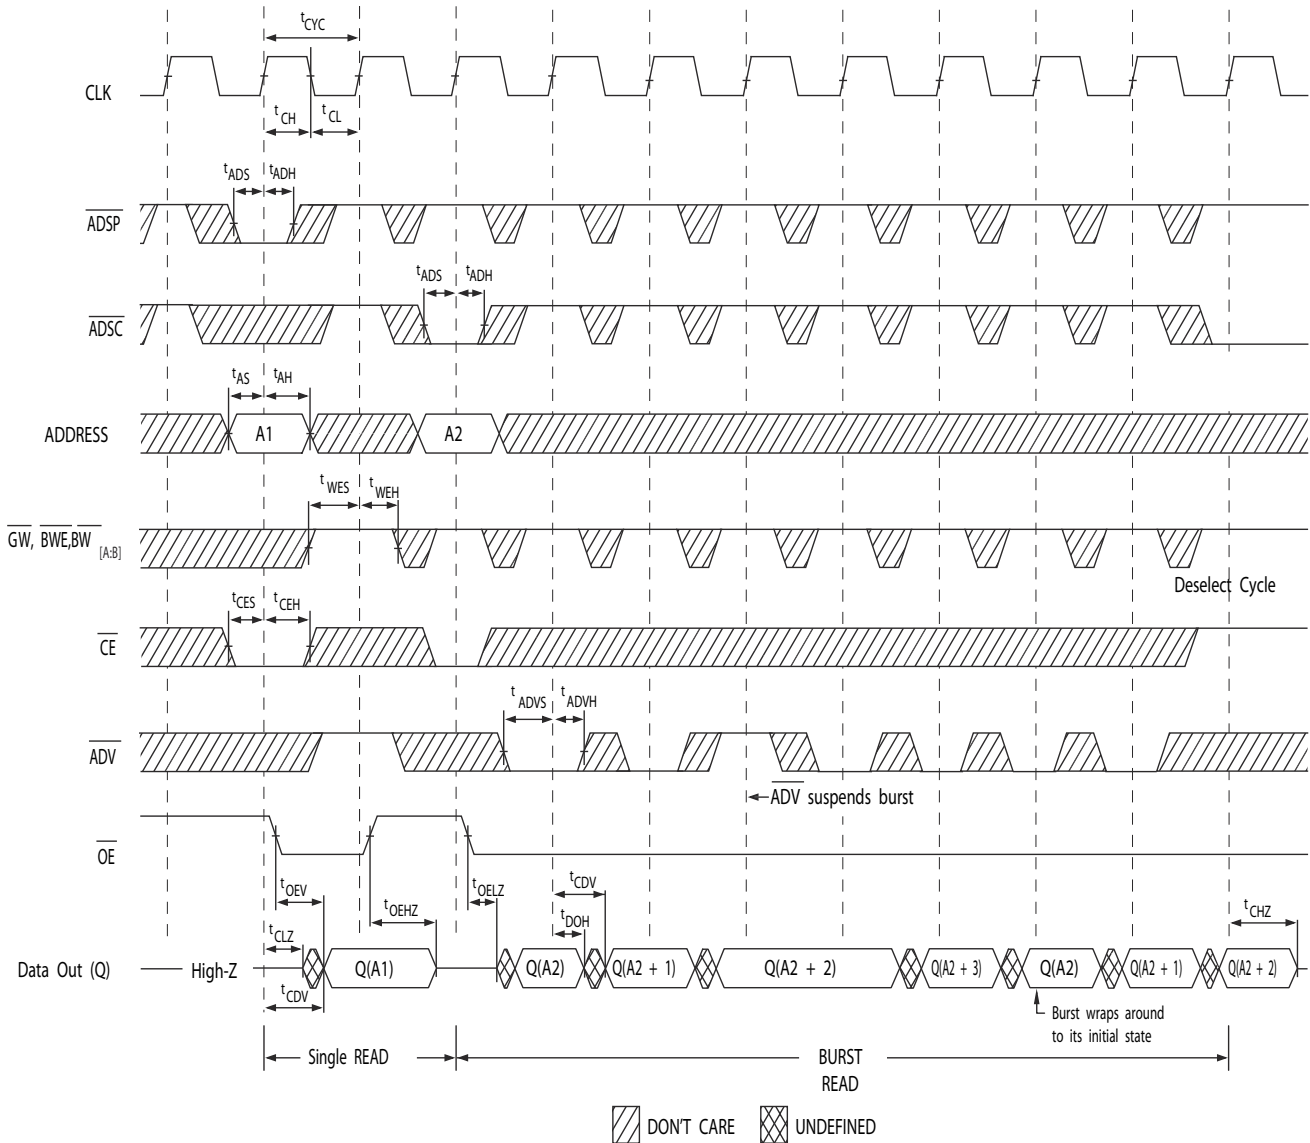 tCYC
CLK
tCH
tCL
tADS
tADH
ADSP
tADS
tADH
ADSC
tAS
tAH
ADDRESS
A1
A2
tWES
tWEH
GW, BWE,BW [A:B]
Deselect Cycle
tCES
tCEH
CE
tADVS
tADVH
ADV
ADV suspends burst
OE
tOEV
tOEHZ
tOELZ
tCDV
tDOH
tCHZ
tCLZ
Data Out (Q)
High-Z
Q(A1)
Q(A2)
Q(A2 + 1)
Q(A2 + 2)
Q(A2 + 3)
Q(A2)
Q(A2 + 1)
Q(A2 + 2)
tCDV
Burst wraps around
to its initial state
Single READ
BURST
READ
DON'T CARE
UNDEFINED